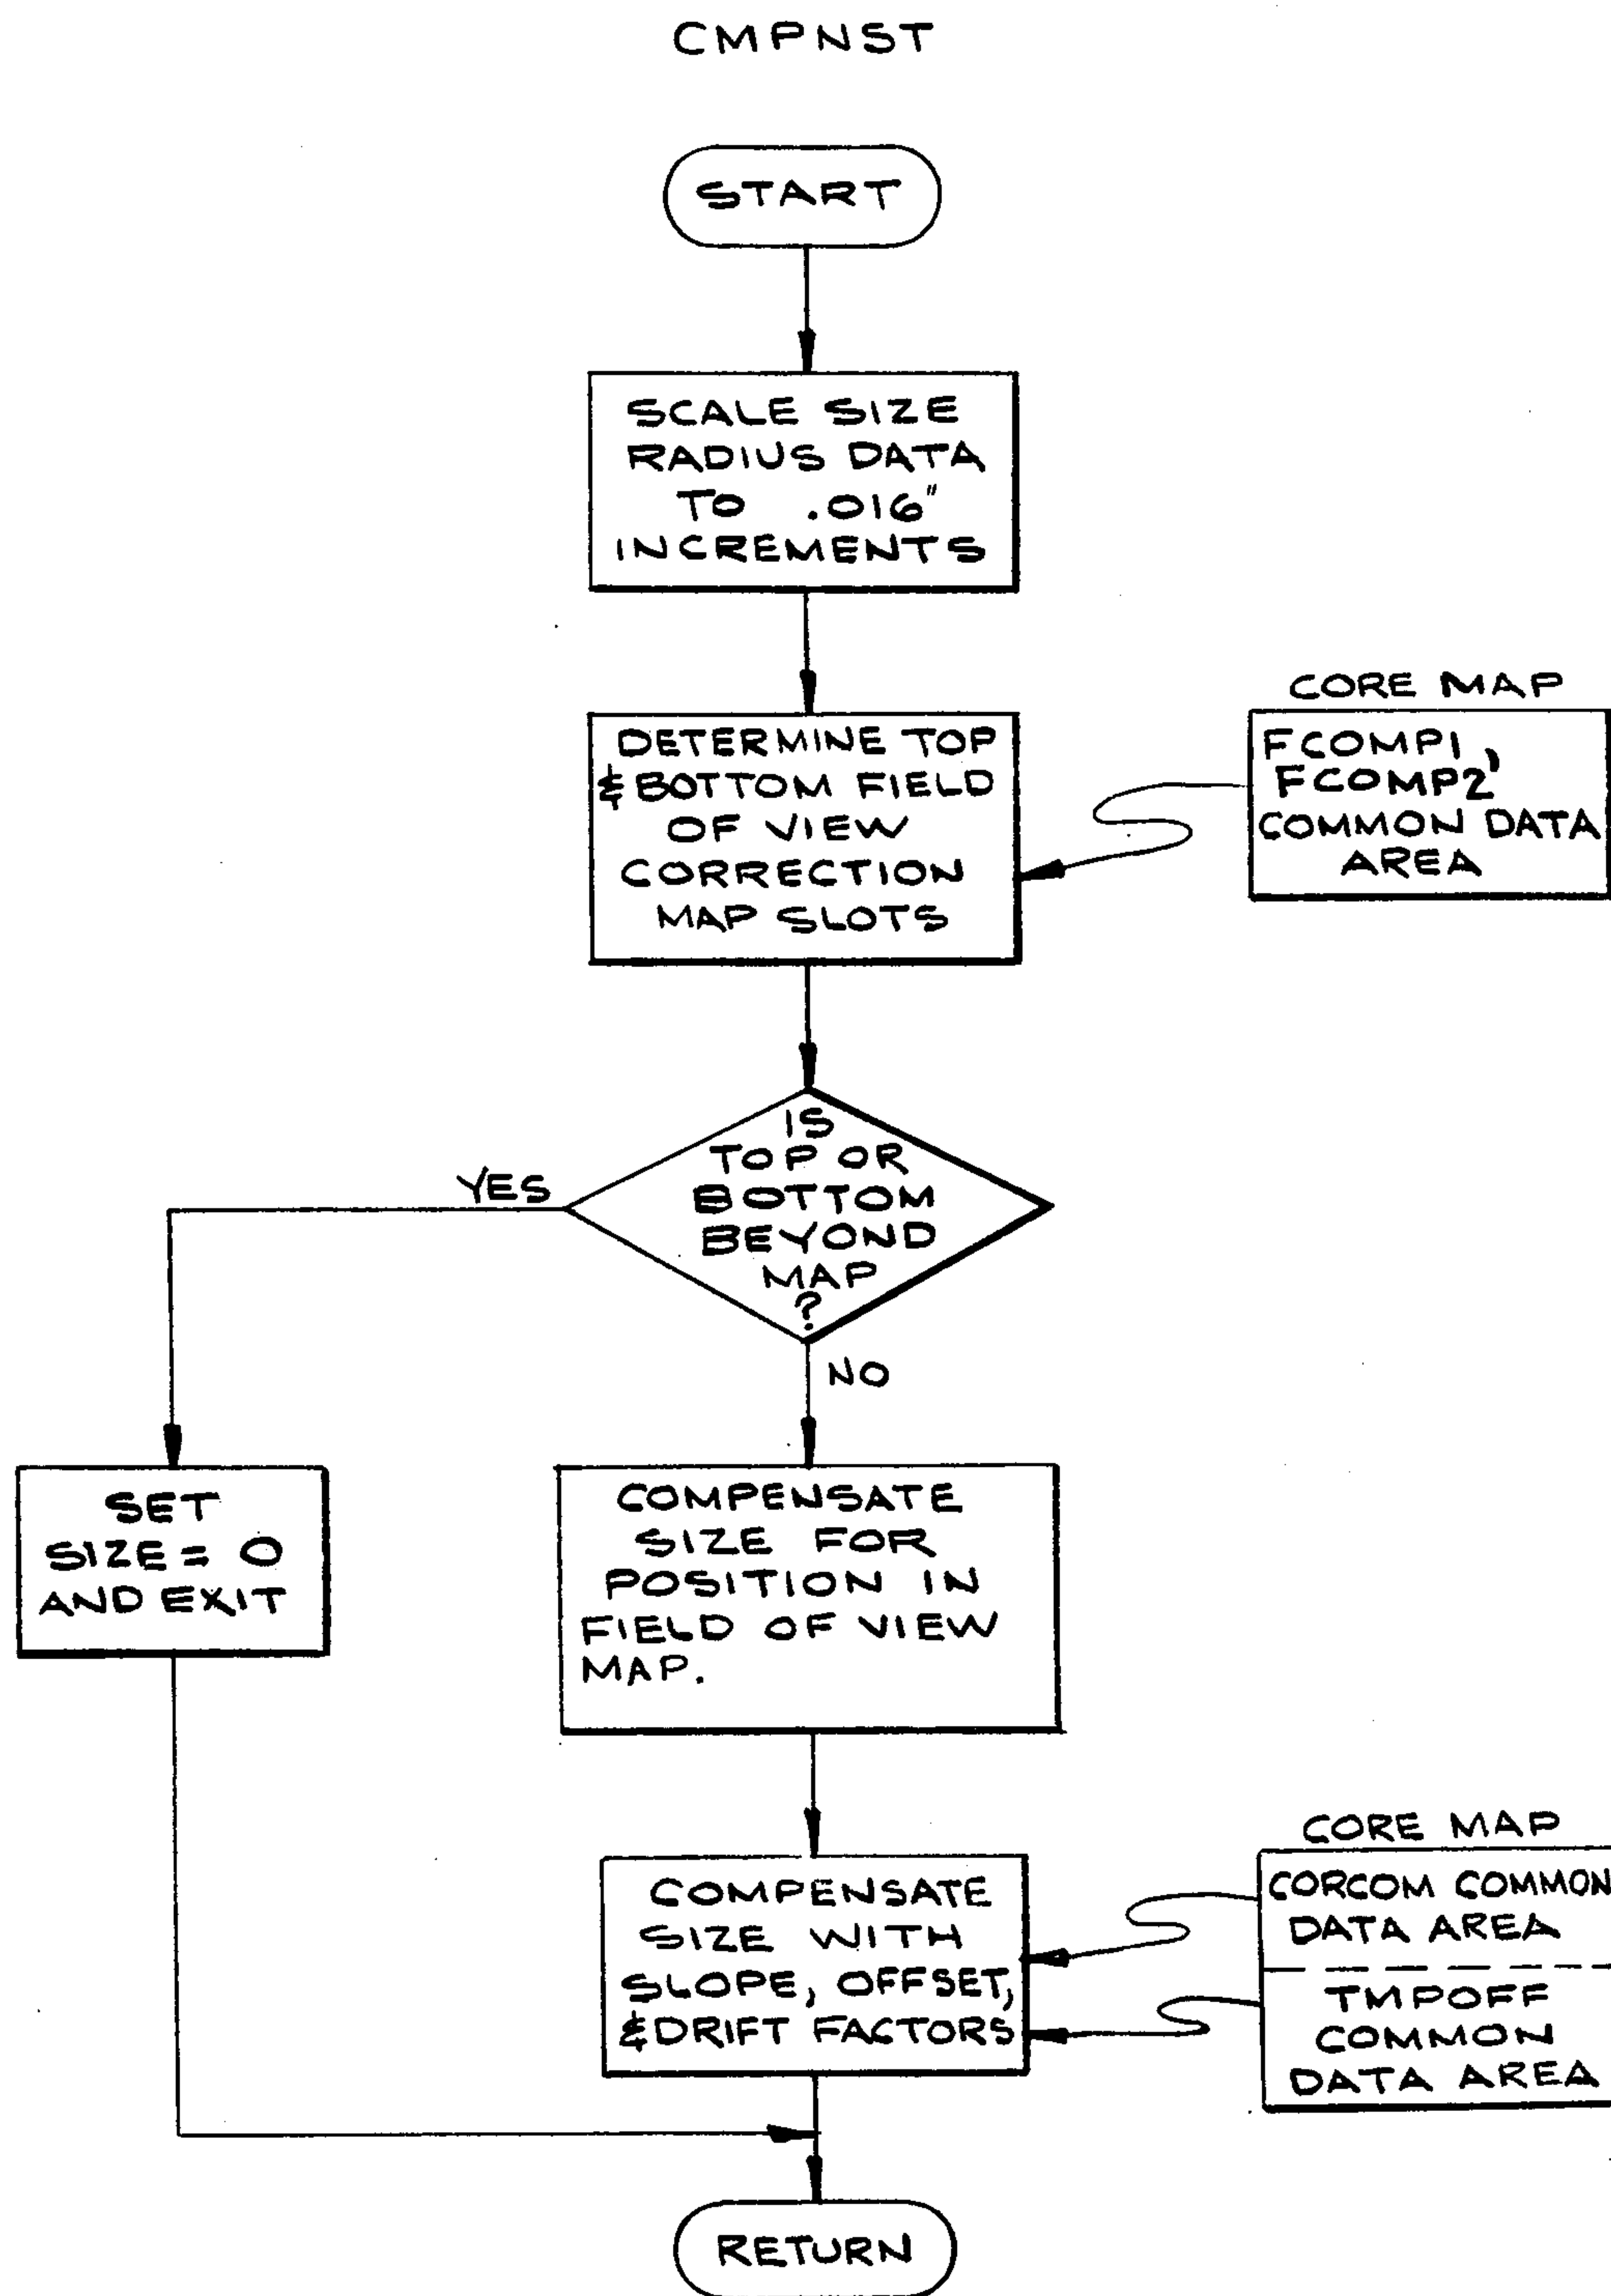 CMPNST
START
SCALE SIZE
RADIUS DATA
TO .016"
INCREMENTS
DETERMINE TOP
& BOTTOM FIELD
OF VIEW
CORRECTION
MAP SLOTS
CORE MAP
FCOMP1,
FCOMP2,
COMMON DATA
AREA
IS
TOP OR
BOTTOM
BEYOND
MAP
?
YES
NO
SET
SIZE = 0
AND EXIT
COMPENSATE
SIZE FOR
POSITION IN
FIELD OF VIEW
MAP.
COMPENSATE
SIZE WITH
SLOPE, OFFSET,
& DRIFT FACTORS
CORE MAP
CORCOM COMMON
DATA AREA
TMPOFF
COMMON
DATA AREA
RETURN